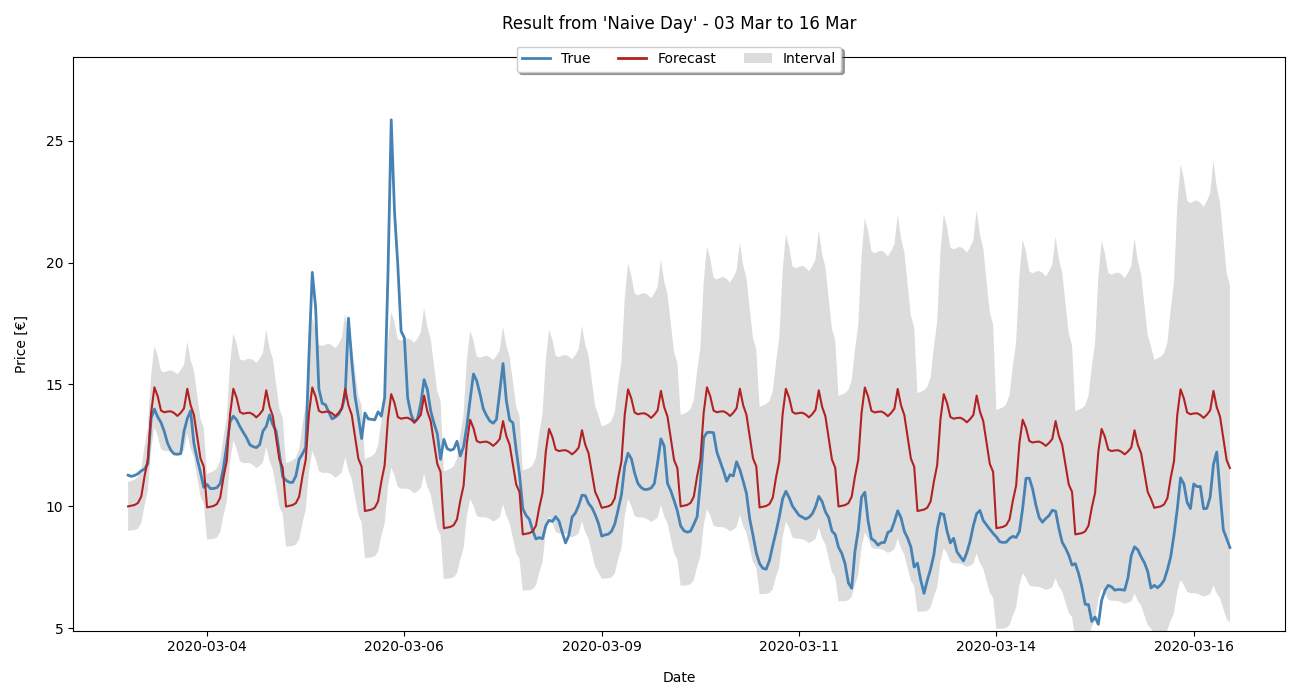 Result from 'Naive Day' - 03 Mar to 16 Mar
True Forecast Interval
25
20
15
10
5
Price [€]
2020-03-04 2020-03-06 2020-03-09 2020-03-11 2020-03-14 2020-03-16
Date